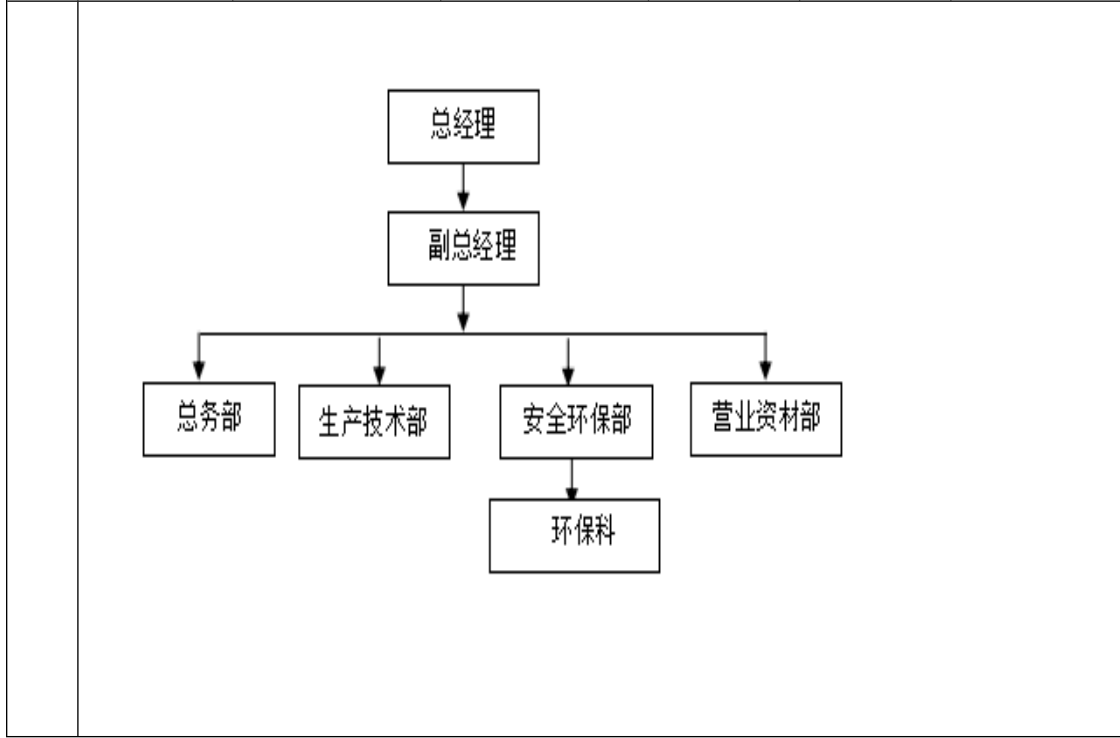 总经理
副总经理
总务部
生产技术部
安全环保部
营业资材部
环保科